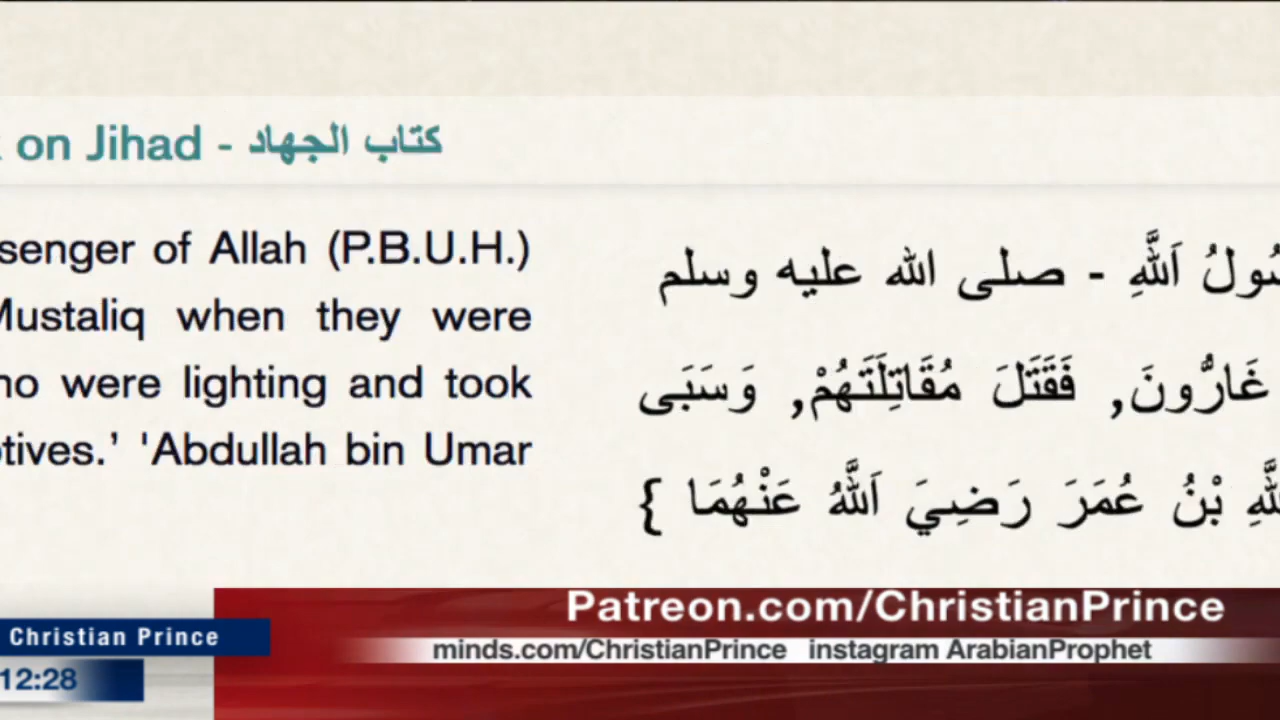 on Jihad - كتاب الجهاد
senger of Allah (P.B.U.H.)
Mustaliq when they were
no were lighting and took
tives.’ 'Abdullah bin Umar
سُولُ اَللَّهِ - صلى الله عليه وسلم
غَارُّونَ, فَقَتَلَ مُقَاتِلَتَهُمْ, وَسَبَى
للَّهِ بْنُ عُمَرَ رَضِيَ اَللَّهُ عَنْهُمَا }
Patreon.com/ChristianPrince
Christian Prince
minds.com/ChristianPrince instagram ArabianProphet
12:28